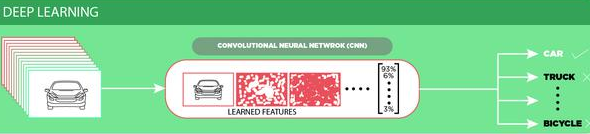 DEEP LEARNING
CONVOLUTIONAL NEURAL NETWROK (CNN)
LEARNED FEATURES
93%
6%
3%
CAR
TRUCK
BICYCLE